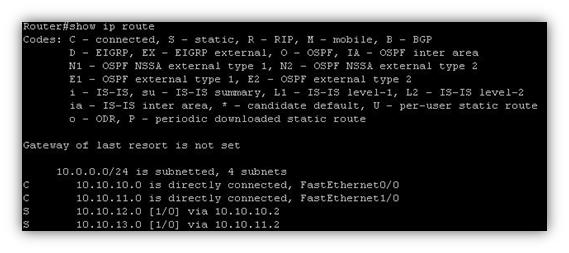 Router#show ip route
Codes: C - connected, S - static, R - RIP, M - mobile, B - BGP
D - EIGRP, EX - EIGRP external, O - OSPF, IA - OSPF inter area
N1 - OSPF NSSA external type 1, N2 - OSPF NSSA external type 2
E1 - OSPF external type 1, E2 - OSPF external type 2
i - IS-IS, su - IS-IS summary, L1 - IS-IS level-1, L2 - IS-IS level-2
ia - IS-IS inter area, * - candidate default, U - per-user static route
o - ODR, P - periodic downloaded static route
Gateway of last resort is not set
10.0.0.0/24 is subnetted, 4 subnets
C 10.10.10.0 is directly connected, FastEthernet0/0
C 10.10.11.0 is directly connected, FastEthernet1/0
S 10.10.12.0 [1/0] via 10.10.10.2
S 10.10.13.0 [1/0] via 10.10.11.2